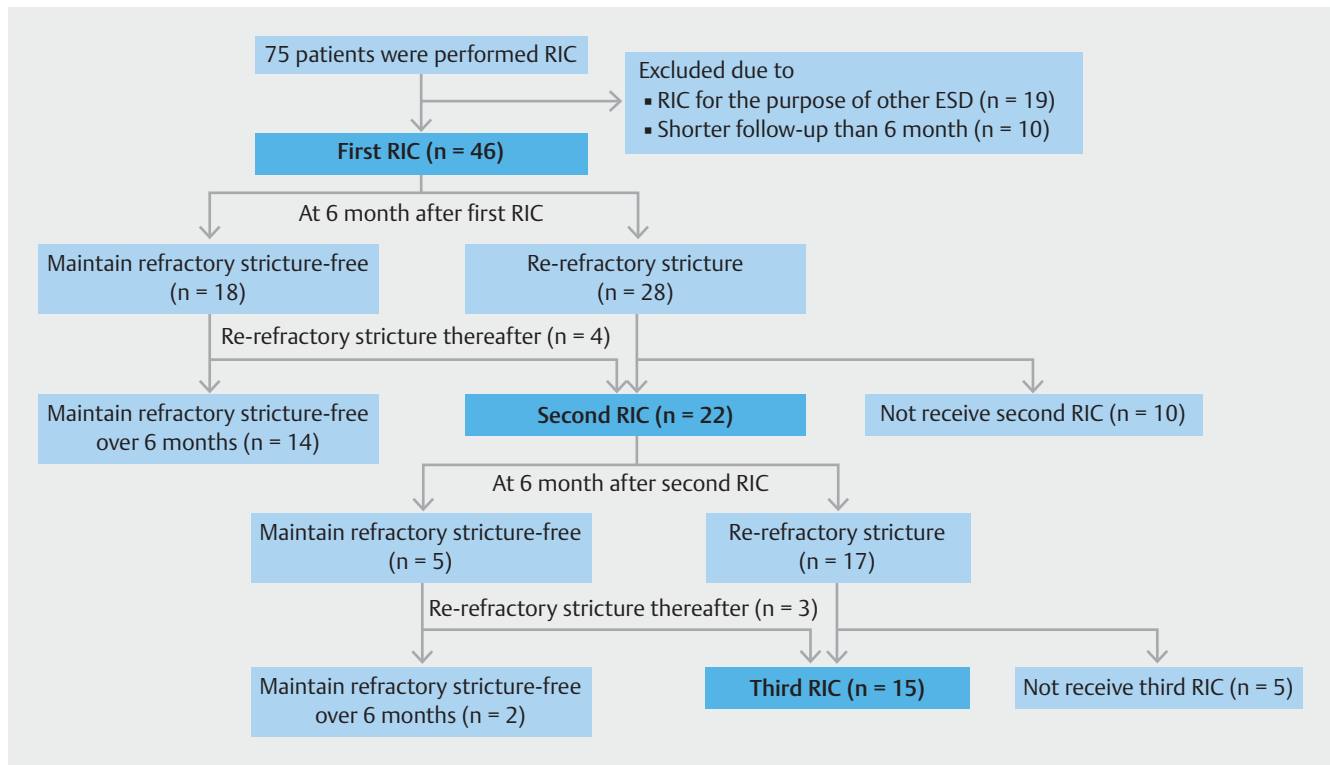 75 patients were performed RIC
Excluded due to
▪ RIC for the purpose of other ESD (n = 19)
▪ Shorter follow-up than 6 month (n = 10)
First RIC (n = 46)
At 6 month after first RIC
Maintain refractory stricture-free
(n = 18)
Re-refractory stricture
(n = 28)
Re-refractory stricture thereafter (n = 4)
Maintain refractory stricture-free
over 6 months (n = 14)
Second RIC (n = 22)
Not receive second RIC (n = 10)
At 6 month after second RIC
Maintain refractory stricture-free
(n = 5)
Re-refractory stricture
(n = 17)
Re-refractory stricture thereafter (n = 3)
Maintain refractory stricture-free
over 6 months (n = 2)
Third RIC (n = 15)
Not receive third RIC (n = 5)